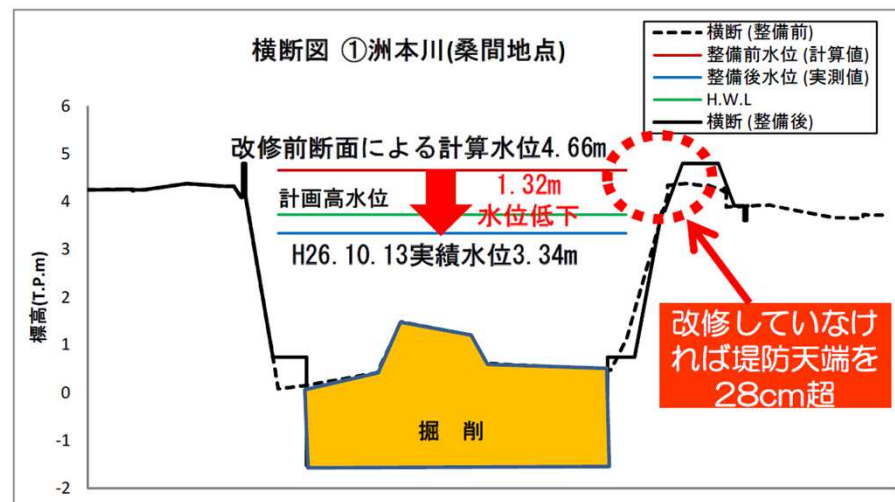 横断図 ①洲本川(桑間地点)
横断 (整備前)
整備前水位 (計算値)
整備後水位 (実測値)
H.W.L
横断 (整備後)
標高(T.P.m)
6
5
4
3
2
1
0
-1
-2
改修前断面による計算水位4.66m
計画高水位
1.32m
水位低下
H26.10.13実績水位3.34m
改修していなけ
れば堤防天端を
28cm超
掘 削